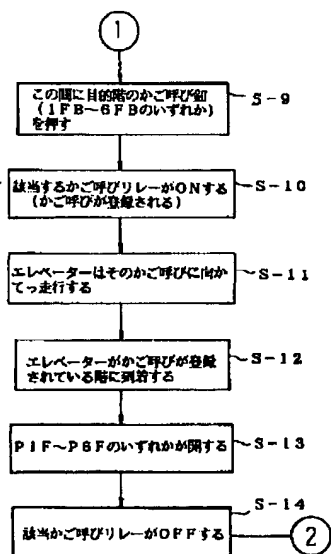 1
この間に目的階のかご呼び釦
(1FB~6FBのいずれか)
を押す
S-9
該当するかご呼びリレーがONする
(かご呼びが登録される)
S-10
エレベーターはそのかご呼びに向か
てっ走行する
S-11
エレベーターがかご呼びが登録
されている階に到着する
S-12
P1F~P6Fのいずれかが開する
S-13
該当かご呼びリレーがOFFする
S-14
2